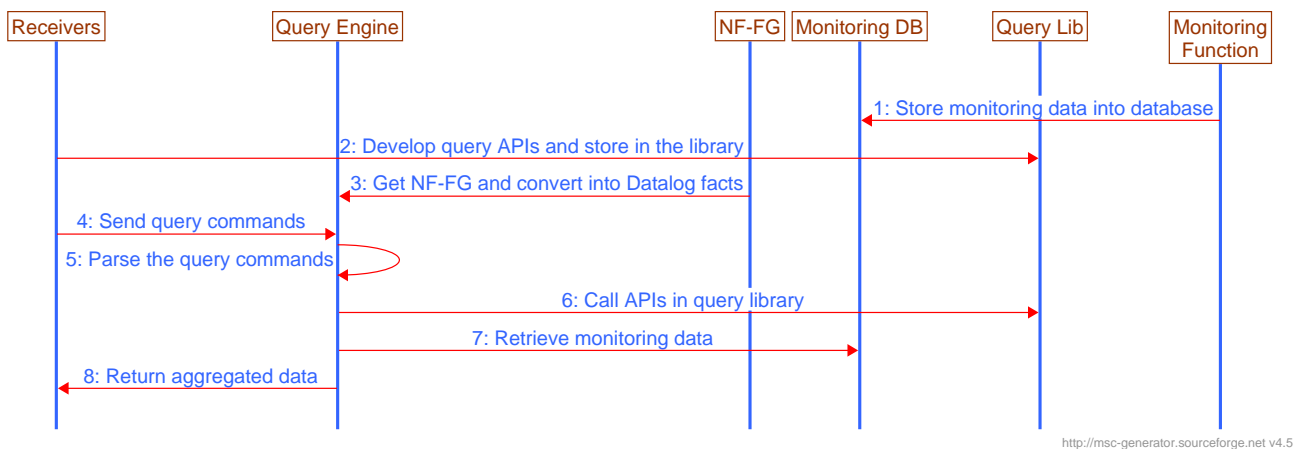 Receivers
Query Engine
NF-FG
Monitoring DB
Query Lib
Monitoring
Function
1: Store monitoring data into database
2: Develop query APIs and store in the library
3: Get NF-FG and convert into Datalog facts
4: Send query commands
5: Parse the query commands
6: Call APIs in query library
7: Retrieve monitoring data
8: Return aggregated data
http://msc-generator.sourceforge.net v4.5